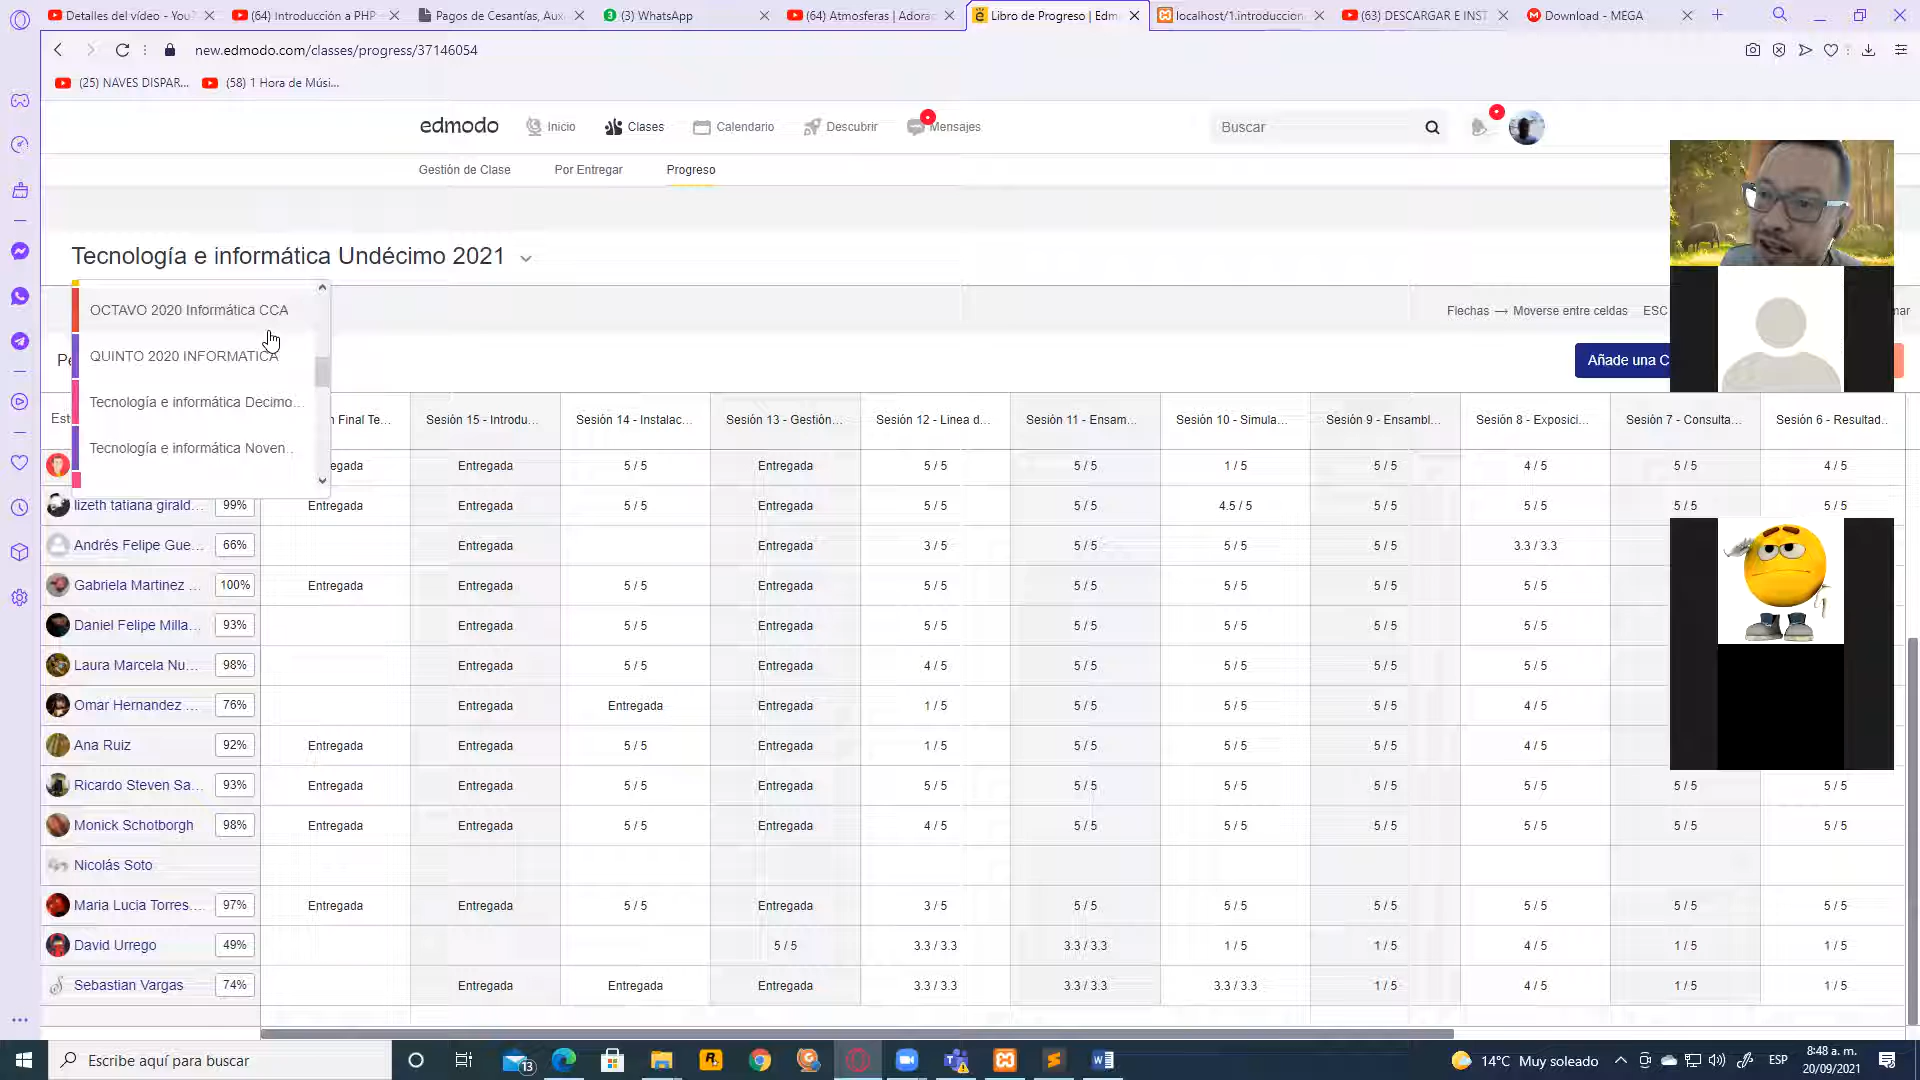 Detalles del vídeo - You
(64) Introducción a PHP
Pagos de Cesantías, Aux
(3) WhatsApp
(64) Atmosferas | Adora
Libro de Progreso | Edm
localhost/1.introduccion
(63) DESCARGAR E INST
Download - MEGA
new.edmodo.com/classes/progress/37146054
(25) NAVES DISPAR...
(58) 1 Hora de Músi...
edmodo
Inicio
Clases
Calendario
Descubrir
Mensajes
Buscar
Gestión de Clase
Por Entregar
Progreso
Tecnología e informática Undécimo 2021
OCTAVO 2020 Informática CCA
Flechas → Moverse entre celdas ESC
QUINTO 2020 INFORMATICA
Añade una C
Tecnología e informática Decimo...
Tecnología e informática Noven...
Final Te... Sesión 15 - Introdu... Sesión 14 - Instalac... Sesión 13 - Gestión... Sesión 12 - Linea d... Sesión 11 - Ensam... Sesión 10 - Simula... Sesión 9 - Ensambl... Sesión 8 - Exposici... Sesión 7 - Consulta... Sesión 6 - Resultad..
Entregada 5 / 5 Entregada 5 / 5 5 / 5 1 / 5 5 / 5 4 / 5 5 / 5 4 / 5
lizeth tatiana girald... 99% Entregada Entregada 5 / 5 Entregada 5 / 5 5 / 5 4.5 / 5 5 / 5 5 / 5 5 / 5 5 / 5
Andrés Felipe Gue... 66% Entregada Entregada 3 / 5 5 / 5 5 / 5 5 / 5 3.3 / 3.3
Gabriela Martinez ... 100% Entregada Entregada 5 / 5 Entregada 5 / 5 5 / 5 5 / 5 5 / 5 5 / 5
Daniel Felipe Milla... 93% Entregada 5 / 5 Entregada 5 / 5 5 / 5 5 / 5 5 / 5 5 / 5
Laura Marcela Nu... 98% Entregada 5 / 5 Entregada 4 / 5 5 / 5 5 / 5 5 / 5 5 / 5
Omar Hernandez ... 76% Entregada Entregada Entregada 1 / 5 5 / 5 5 / 5 5 / 5 4 / 5
Ana Ruiz 92% Entregada Entregada 5 / 5 Entregada 1 / 5 5 / 5 5 / 5 5 / 5 4 / 5
Ricardo Steven Sa... 93% Entregada Entregada 5 / 5 Entregada 5 / 5 5 / 5 5 / 5 5 / 5 5 / 5 5 / 5 5 / 5
Monick Schotborgh 98% Entregada Entregada 5 / 5 Entregada 4 / 5 5 / 5 5 / 5 5 / 5 5 / 5 5 / 5 5 / 5
Nicolás Soto
Maria Lucia Torres... 97% Entregada Entregada 5 / 5 Entregada 3 / 5 5 / 5 5 / 5 5 / 5 5 / 5 5 / 5 5 / 5
David Urrego 49% 5 / 5 3.3 / 3.3 3.3 / 3.3 1 / 5 1 / 5 4 / 5 1 / 5 1 / 5
Sebastian Vargas 74% Entregada Entregada Entregada 3.3 / 3.3 3.3 / 3.3 3.3 / 3.3 1 / 5 4 / 5 1 / 5 1 / 5
Escribe aquí para buscar
13
14°C Muy soleado
ESP
8:48 a. m.
20/09/2021